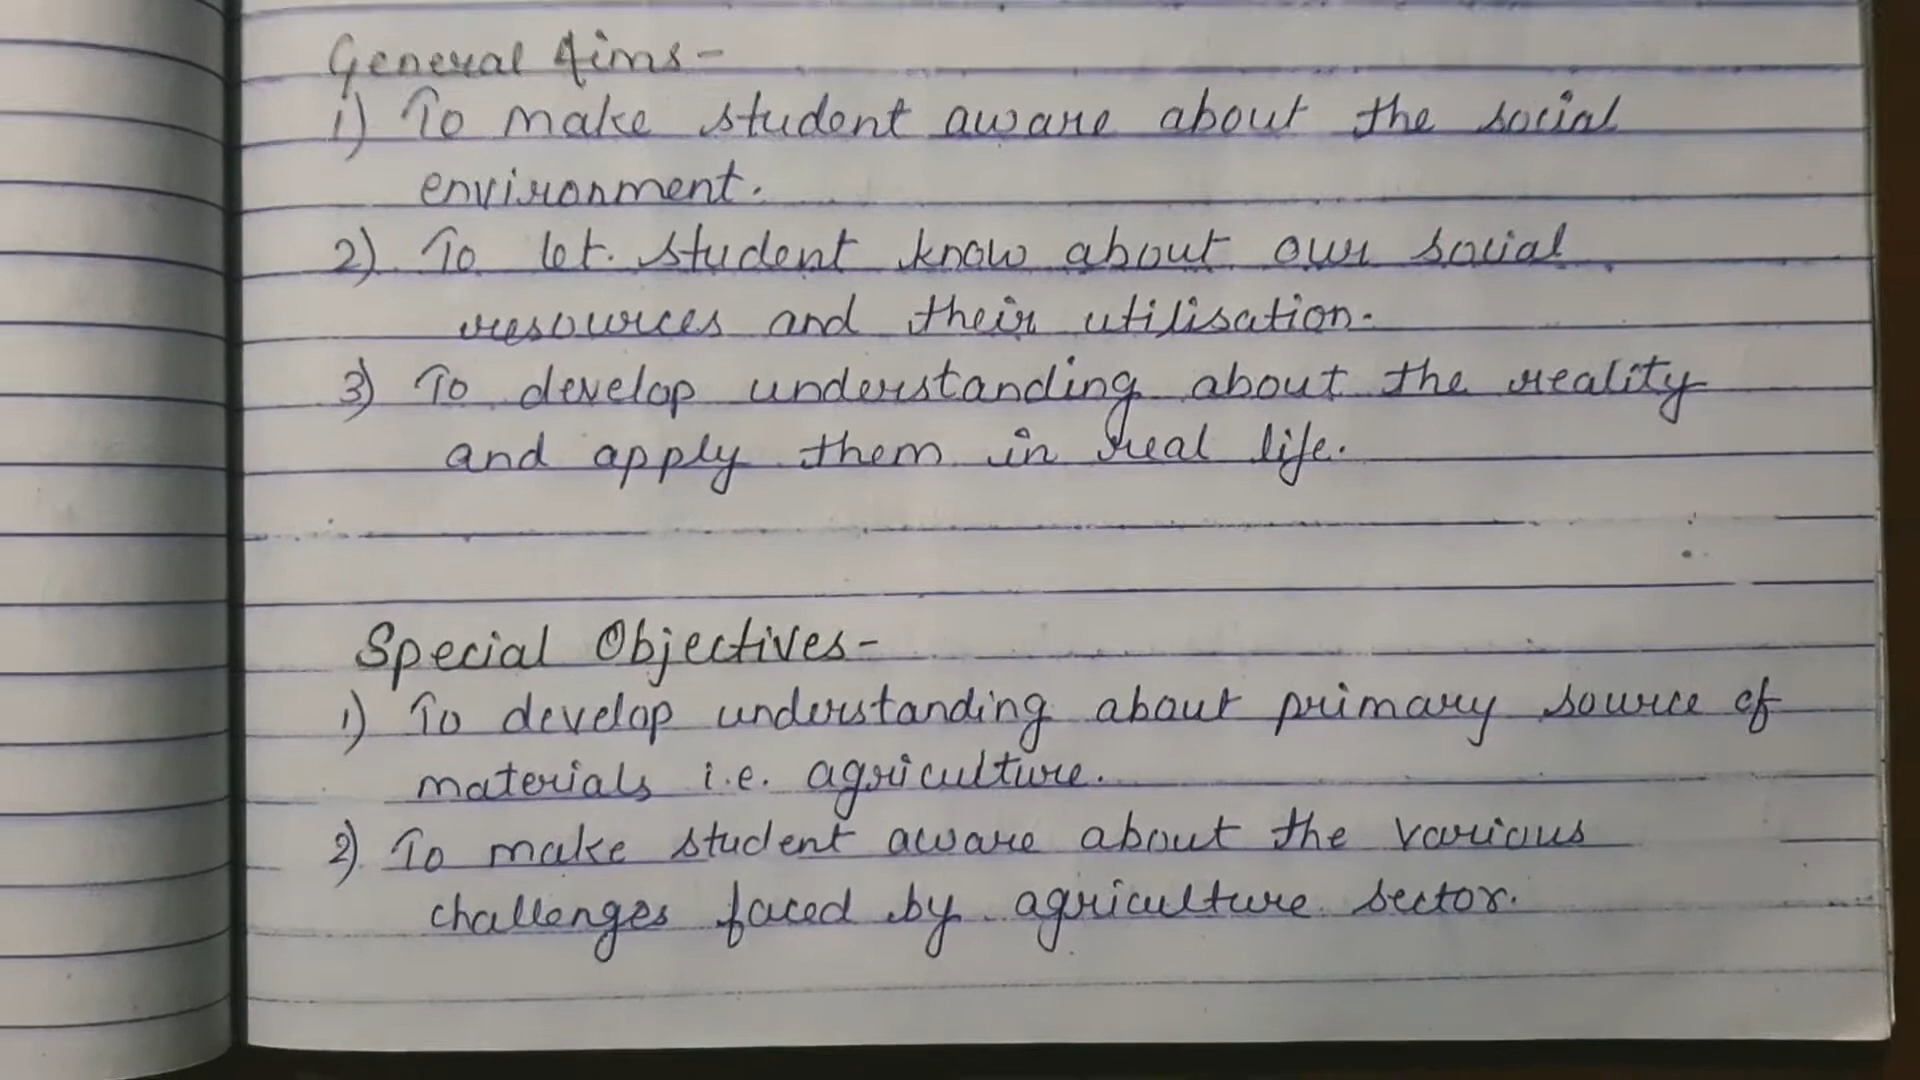 General Aims-
1) To make student aware about the social
environment.
2) To let student know about our social
resources and their utilisation.
3) To develop understanding about the reality
and apply them in real life.
Special Objectives-
1) To develop understanding about primary source of
materials i.e. agriculture.
2) To make student aware about the various
challenges faced by agriculture sector.